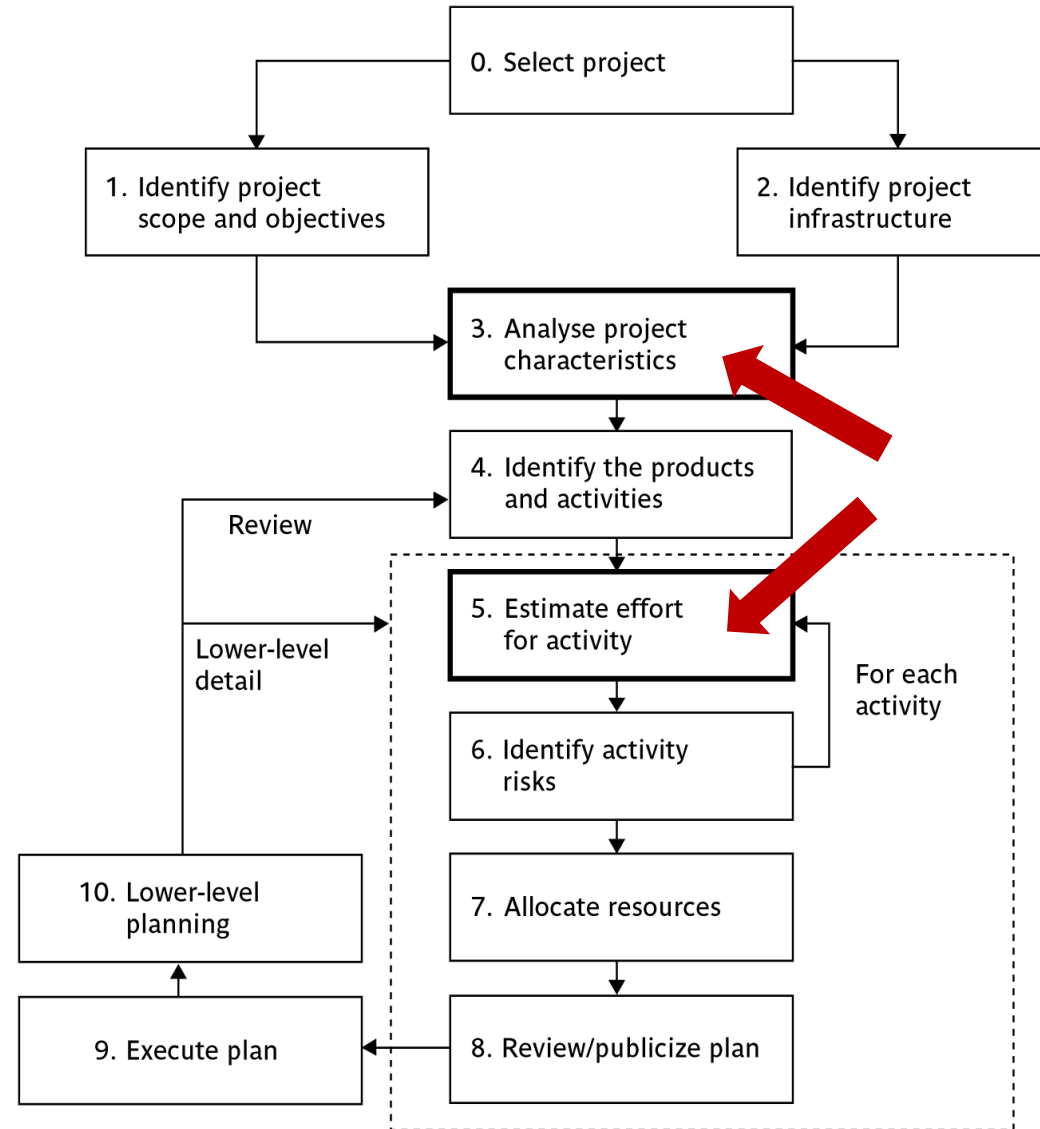 0. Select project
1. Identify project
scope and objectives
2. Identify project
infrastructure
3. Analyse project
characteristics
4. Identify the products
and activities
Review
5. Estimate effort
for activity
Lower-level
detail
For each
activity
6. Identify activity
risks
10. Lower-level
planning
7. Allocate resources
9. Execute plan
8. Review/publicize plan